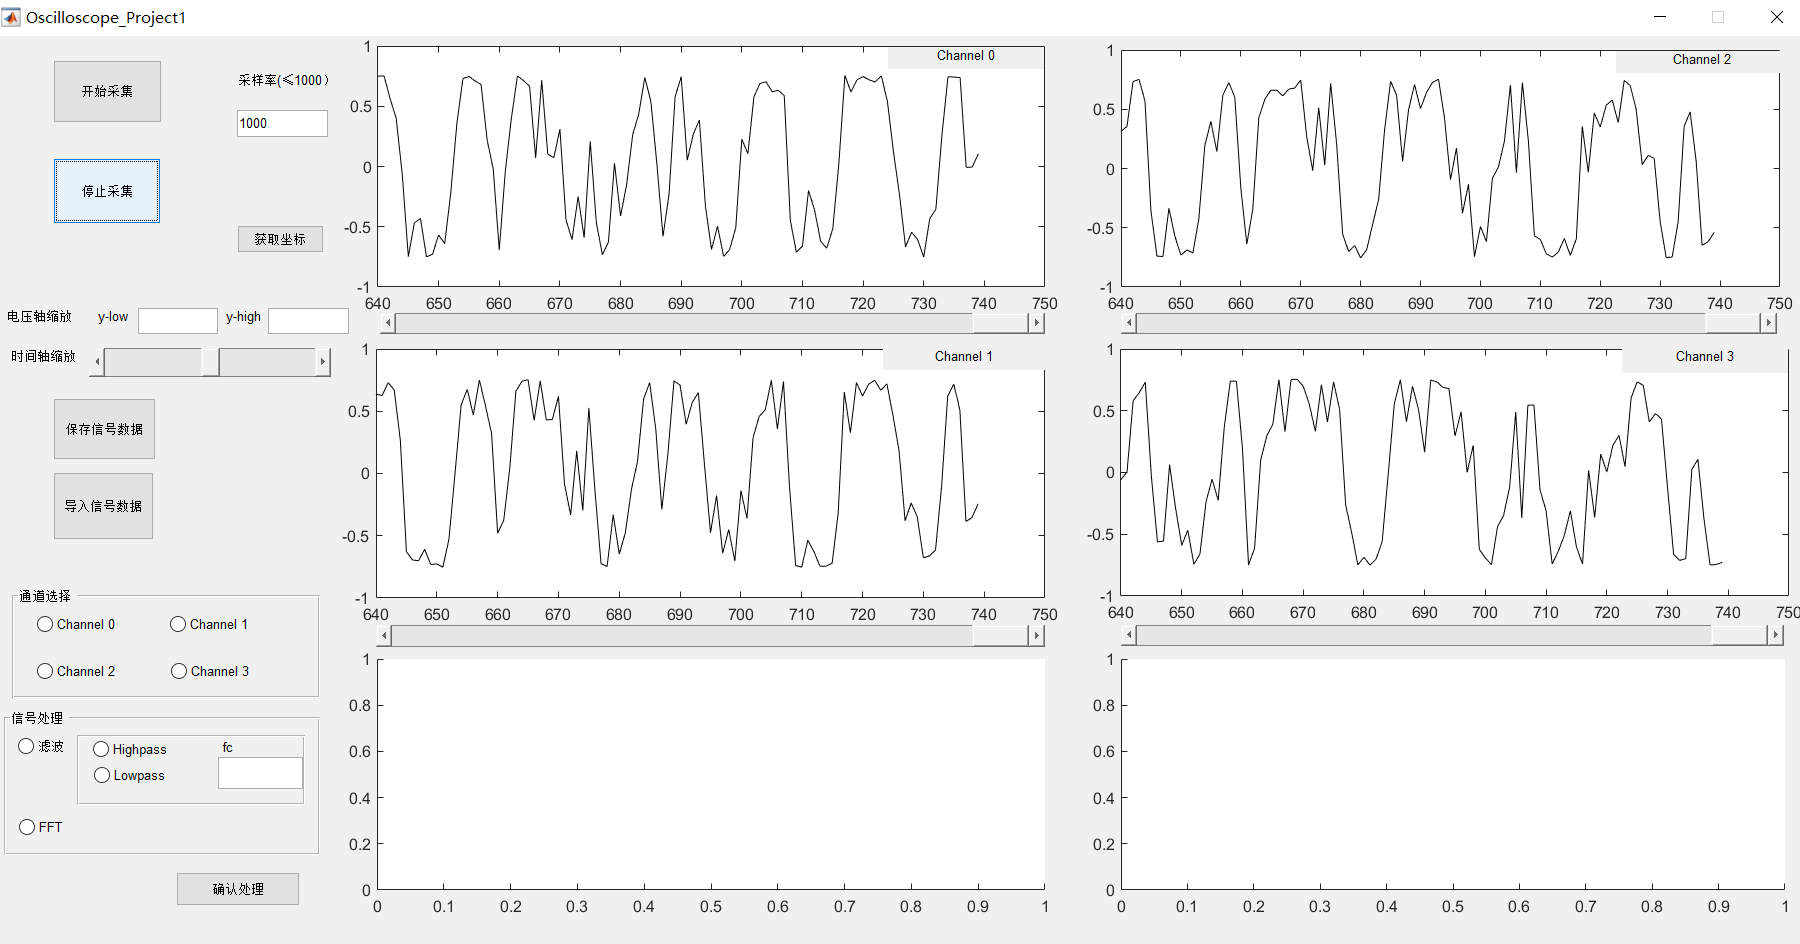 Oscilloscope_Project1
开始采集
采样率(≤1000）
1000
停止采集
获取坐标
电压轴缩放 y-low y-high
时间轴缩放
保存信号数据
导入信号数据
通道选择
Channel 0 Channel 1
Channel 2 Channel 3
信号处理
滤波
Highpass fc
Lowpass
FFT
确认处理
Channel 0
1
0.5
0
-0.5
-1
640 650 660 670 680 690 700 710 720 730 740 750
Channel 2
1
0.5
0
-0.5
-1
640 650 660 670 680 690 700 710 720 730 740 750
Channel 1
1
0.5
0
-0.5
-1
640 650 660 670 680 690 700 710 720 730 740 750
Channel 3
1
0.5
0
-0.5
-1
640 650 660 670 680 690 700 710 720 730 740 750
1
0.8
0.6
0.4
0.2
0
0 0.1 0.2 0.3 0.4 0.5 0.6 0.7 0.8 0.9 1
1
0.8
0.6
0.4
0.2
0
0 0.1 0.2 0.3 0.4 0.5 0.6 0.7 0.8 0.9 1